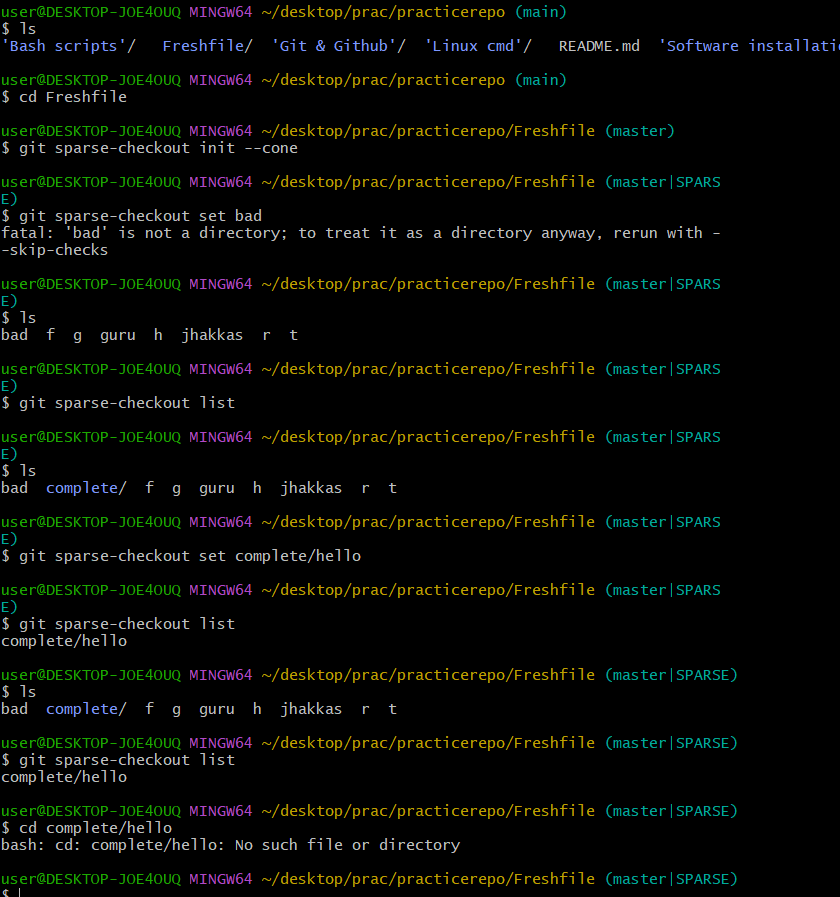 user@DESKTOP-JOE4OUQ MINGW64 ~/desktop/prac/practicerepo (main)
$ ls
'Bash scripts'/   Freshfile/  'Git & Github'/  'Linux cmd'/   README.md  'Software installatio
user@DESKTOP-JOE4OUQ MINGW64 ~/desktop/prac/practicerepo (main)
$ cd Freshfile
user@DESKTOP-JOE4OUQ MINGW64 ~/desktop/prac/practicerepo/Freshfile (master)
$ git sparse-checkout init --cone
user@DESKTOP-JOE4OUQ MINGW64 ~/desktop/prac/practicerepo/Freshfile (master|SPARS
E)
$ git sparse-checkout set bad
fatal: 'bad' is not a directory; to treat it as a directory anyway, rerun with -
-skip-checks
user@DESKTOP-JOE4OUQ MINGW64 ~/desktop/prac/practicerepo/Freshfile (master|SPARS
E)
$ ls
bad  f  g  guru  h  jhakkas  r  t
user@DESKTOP-JOE4OUQ MINGW64 ~/desktop/prac/practicerepo/Freshfile (master|SPARS
E)
$ git sparse-checkout list
user@DESKTOP-JOE4OUQ MINGW64 ~/desktop/prac/practicerepo/Freshfile (master|SPARS
E)
$ ls
bad  complete/  f  g  guru  h  jhakkas  r  t
user@DESKTOP-JOE4OUQ MINGW64 ~/desktop/prac/practicerepo/Freshfile (master|SPARS
E)
$ git sparse-checkout set complete/hello
user@DESKTOP-JOE4OUQ MINGW64 ~/desktop/prac/practicerepo/Freshfile (master|SPARS
E)
$ git sparse-checkout list
complete/hello
user@DESKTOP-JOE4OUQ MINGW64 ~/desktop/prac/practicerepo/Freshfile (master|SPARSE)
$ ls
bad  complete/  f  g  guru  h  jhakkas  r  t
user@DESKTOP-JOE4OUQ MINGW64 ~/desktop/prac/practicerepo/Freshfile (master|SPARSE)
$ git sparse-checkout list
complete/hello
user@DESKTOP-JOE4OUQ MINGW64 ~/desktop/prac/practicerepo/Freshfile (master|SPARSE)
$ cd complete/hello
bash: cd: complete/hello: No such file or directory
user@DESKTOP-JOE4OUQ MINGW64 ~/desktop/prac/practicerepo/Freshfile (master|SPARSE)
$